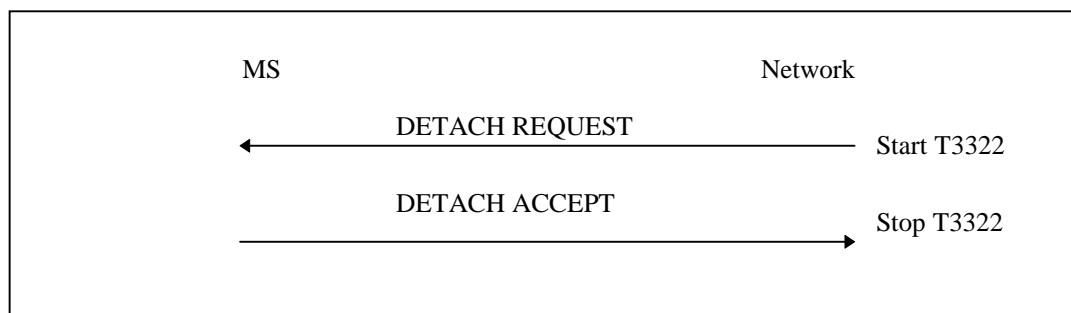 MS Network
DETACH REQUEST
Start T3322
DETACH ACCEPT
Stop T3322